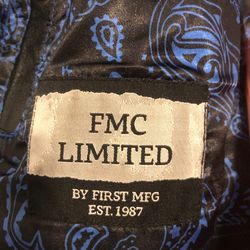 FMC
LIMITED
BY FIRST MFG
EST. 1987